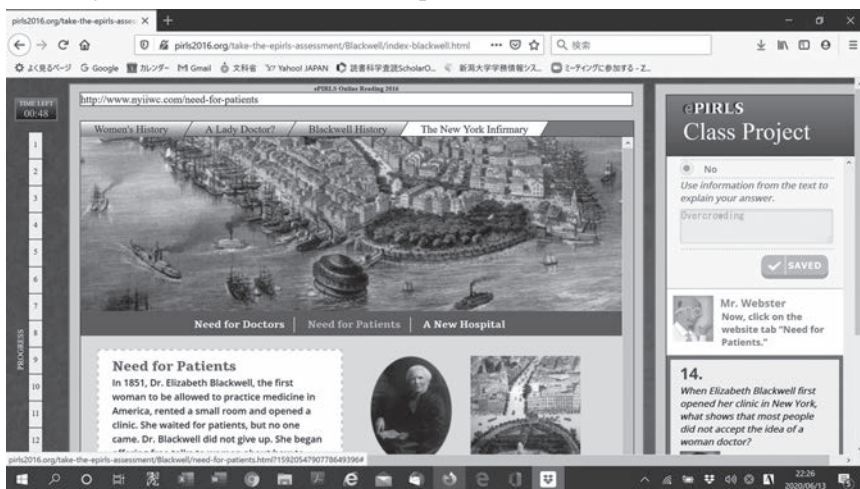 pirls2016.org/take-the-epirls-asses
pirls2016.org/take-the-epirls-assessment/Blackwell/index-blackwell.html
検索
よく見るページ G Google カレンダー M Gmail 文科省 Yahoo! JAPAN 読書科学査読ScholarO... 新潟大学学務情報シス... ミーティングに参加する - Z...
ePIRLS Online Reading 2016
TIME LEFT
00:48
http://www.nyiiwc.com/need-for-patients
Women's History
A Lady Doctor?
Blackwell History
The New York Infirmary
1
2
3
4
5
6
7
8
9
10
11
12
PROGRESS
Need for Doctors
Need for Patients
A New Hospital
Need for Patients
In 1851, Dr. Elizabeth Blackwell, the first
woman to be allowed to practice medicine in
America, rented a small room and opened a
clinic. She waited for patients, but no one
came. Dr. Blackwell did not give up. She began
ePIRLS
Class Project
No
Use information from the text to
explain your answer.
Overcrowding
SAVED
Mr. Webster
Now, click on the
website tab "Need for
Patients."
14.
When Elizabeth Blackwell first
opened her clinic in New York,
what shows that most people
did not accept the idea of a
woman doctor?
pirls2016.org/take-the-epirls-assessment/Blackwell/need-for-patients.html?1592054790778649396#
22:26
2020/06/13